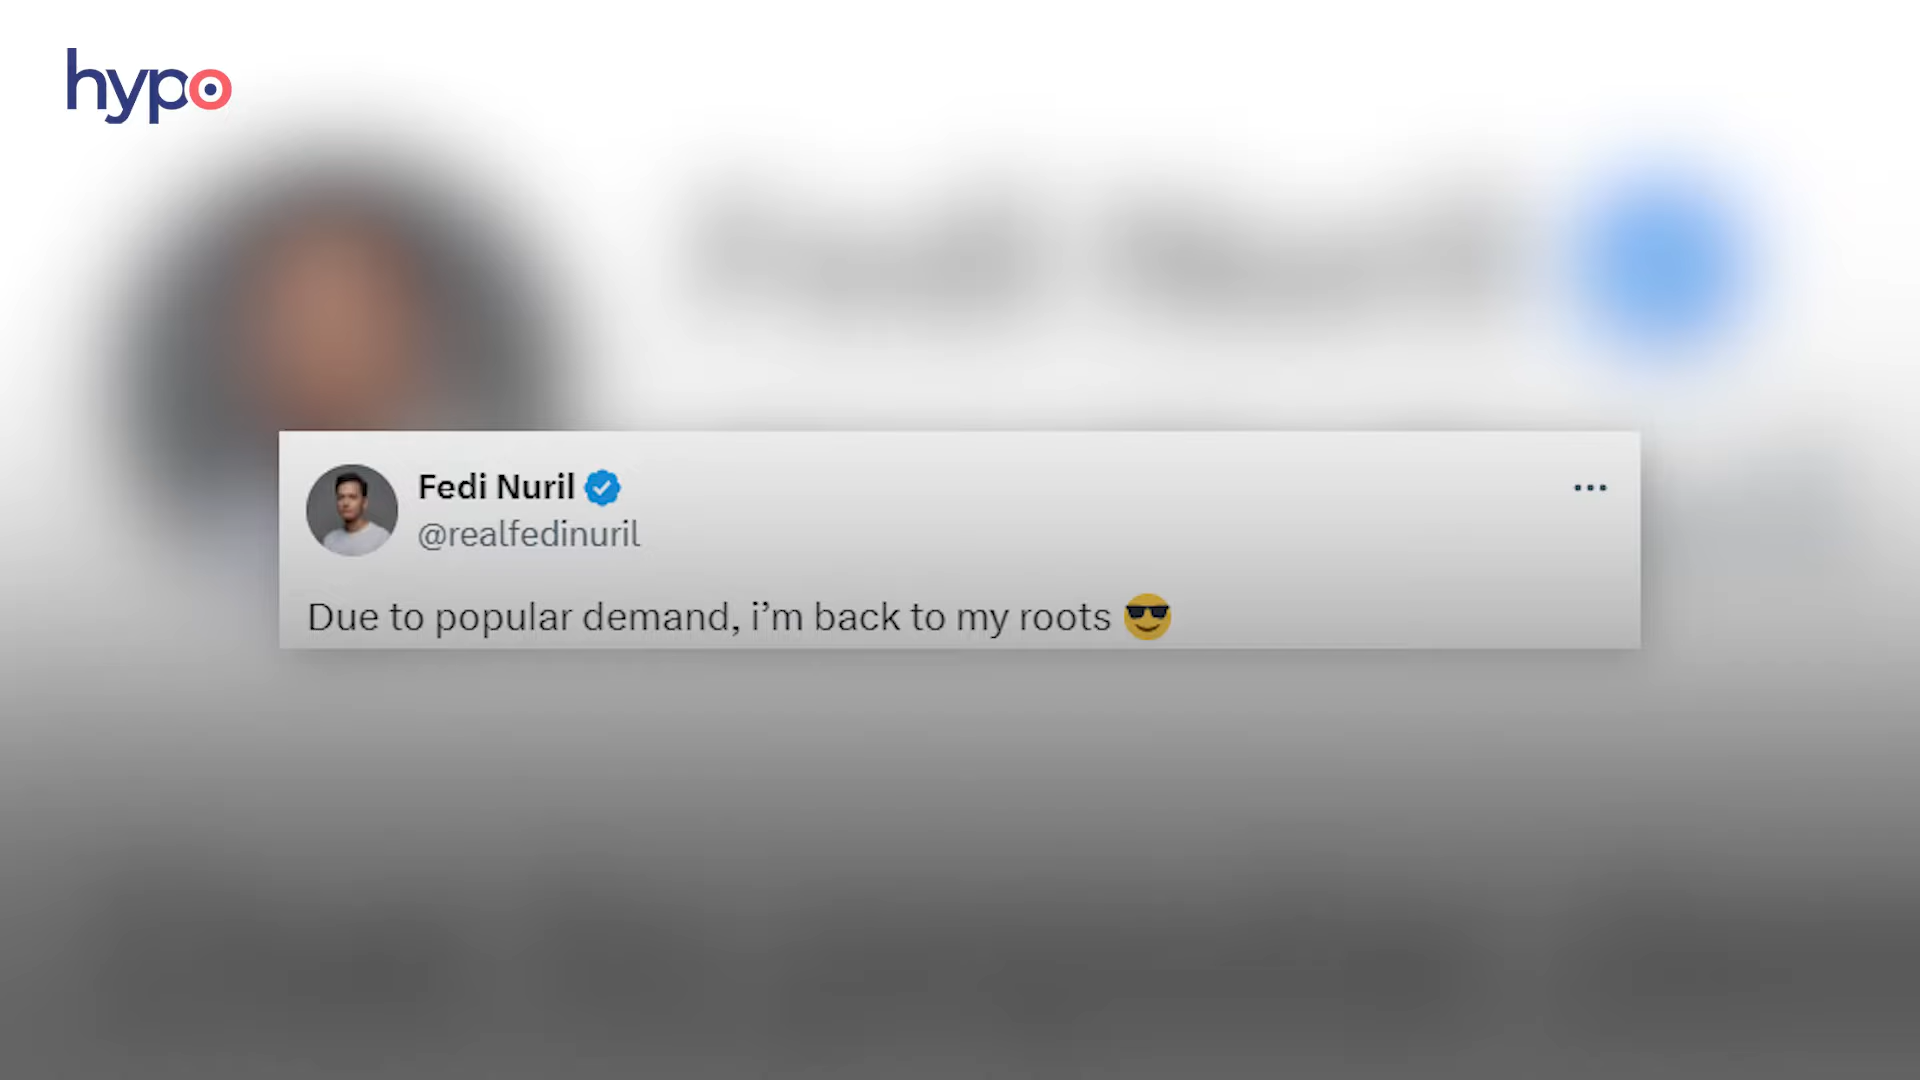 hypo
Fedi Nuril
@realfedinuril
Due to popular demand, i’m back to my roots 😎